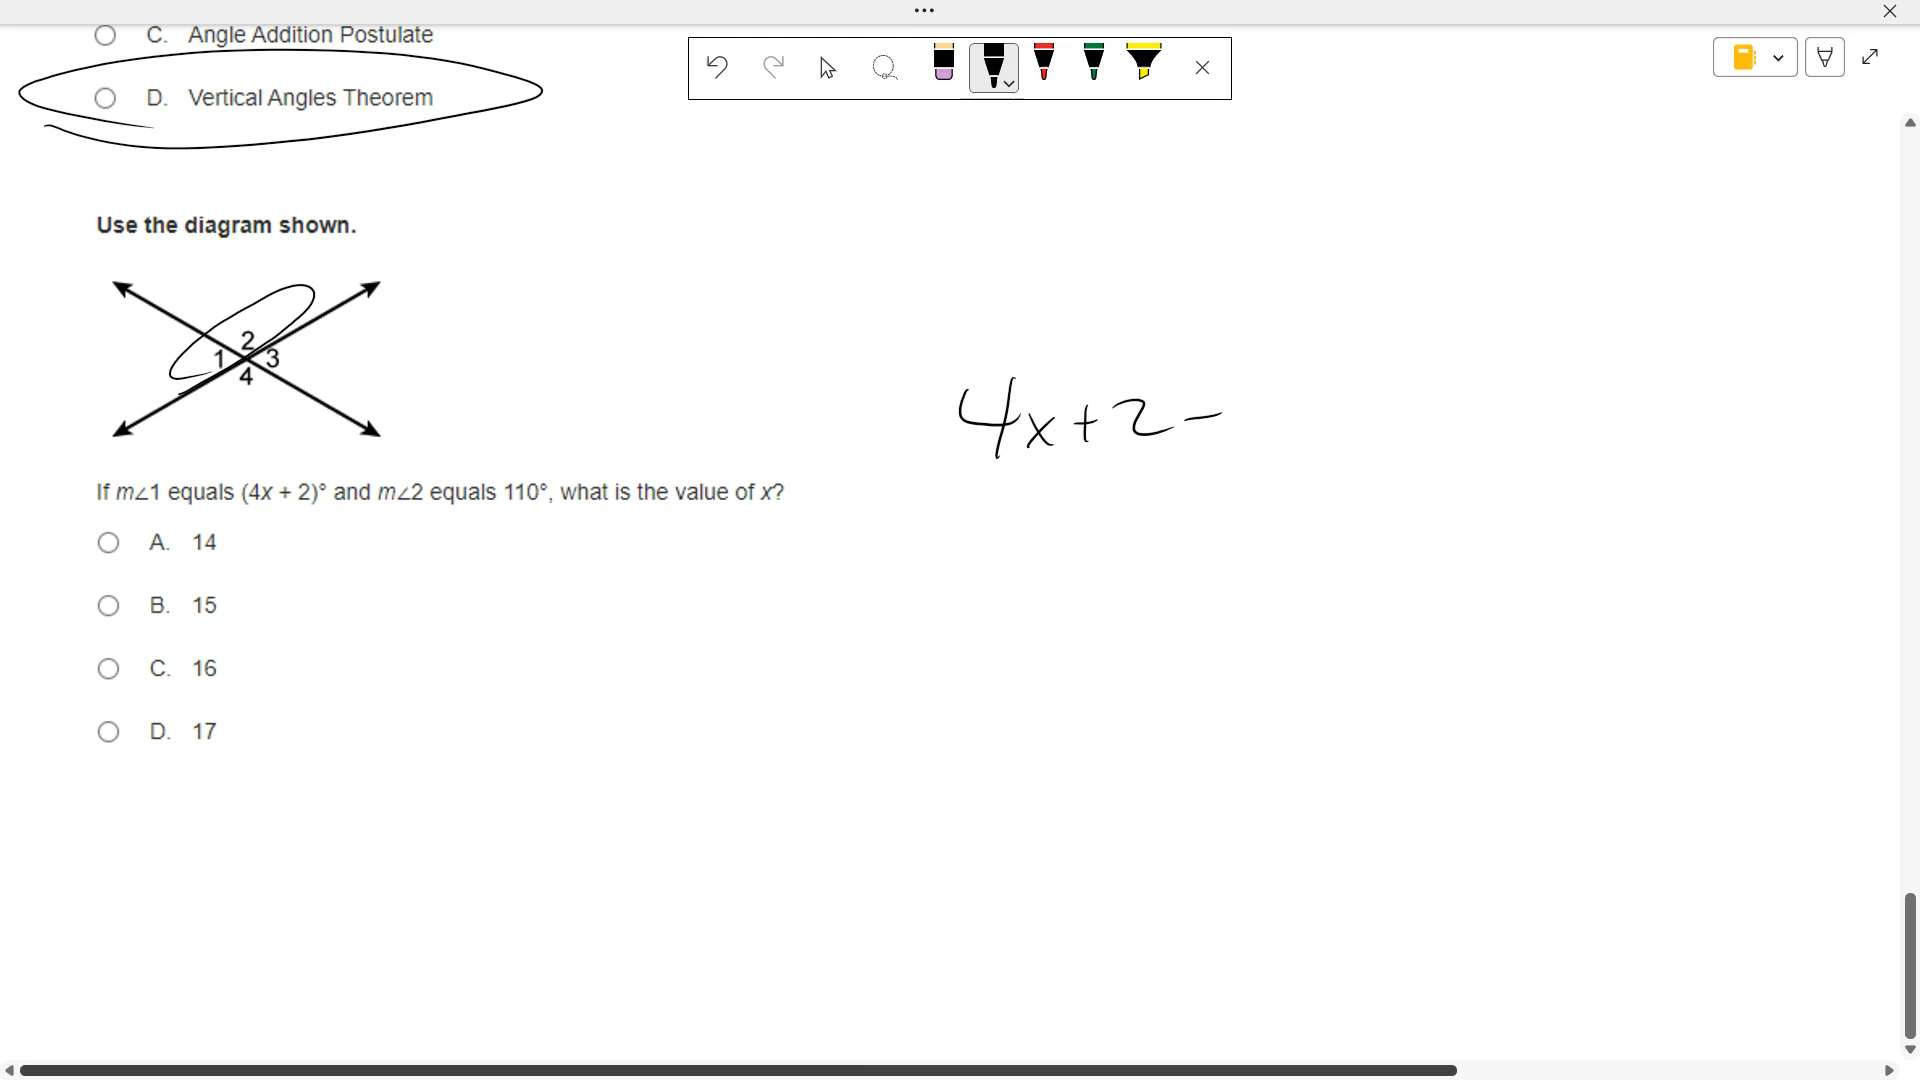 C. Angle Addition Postulate
D. Vertical Angles Theorem
Use the diagram shown.
2
1 3
4
4x+2-
If m∠1 equals (4x + 2)° and m∠2 equals 110°, what is the value of x?
A. 14
B. 15
C. 16
D. 17